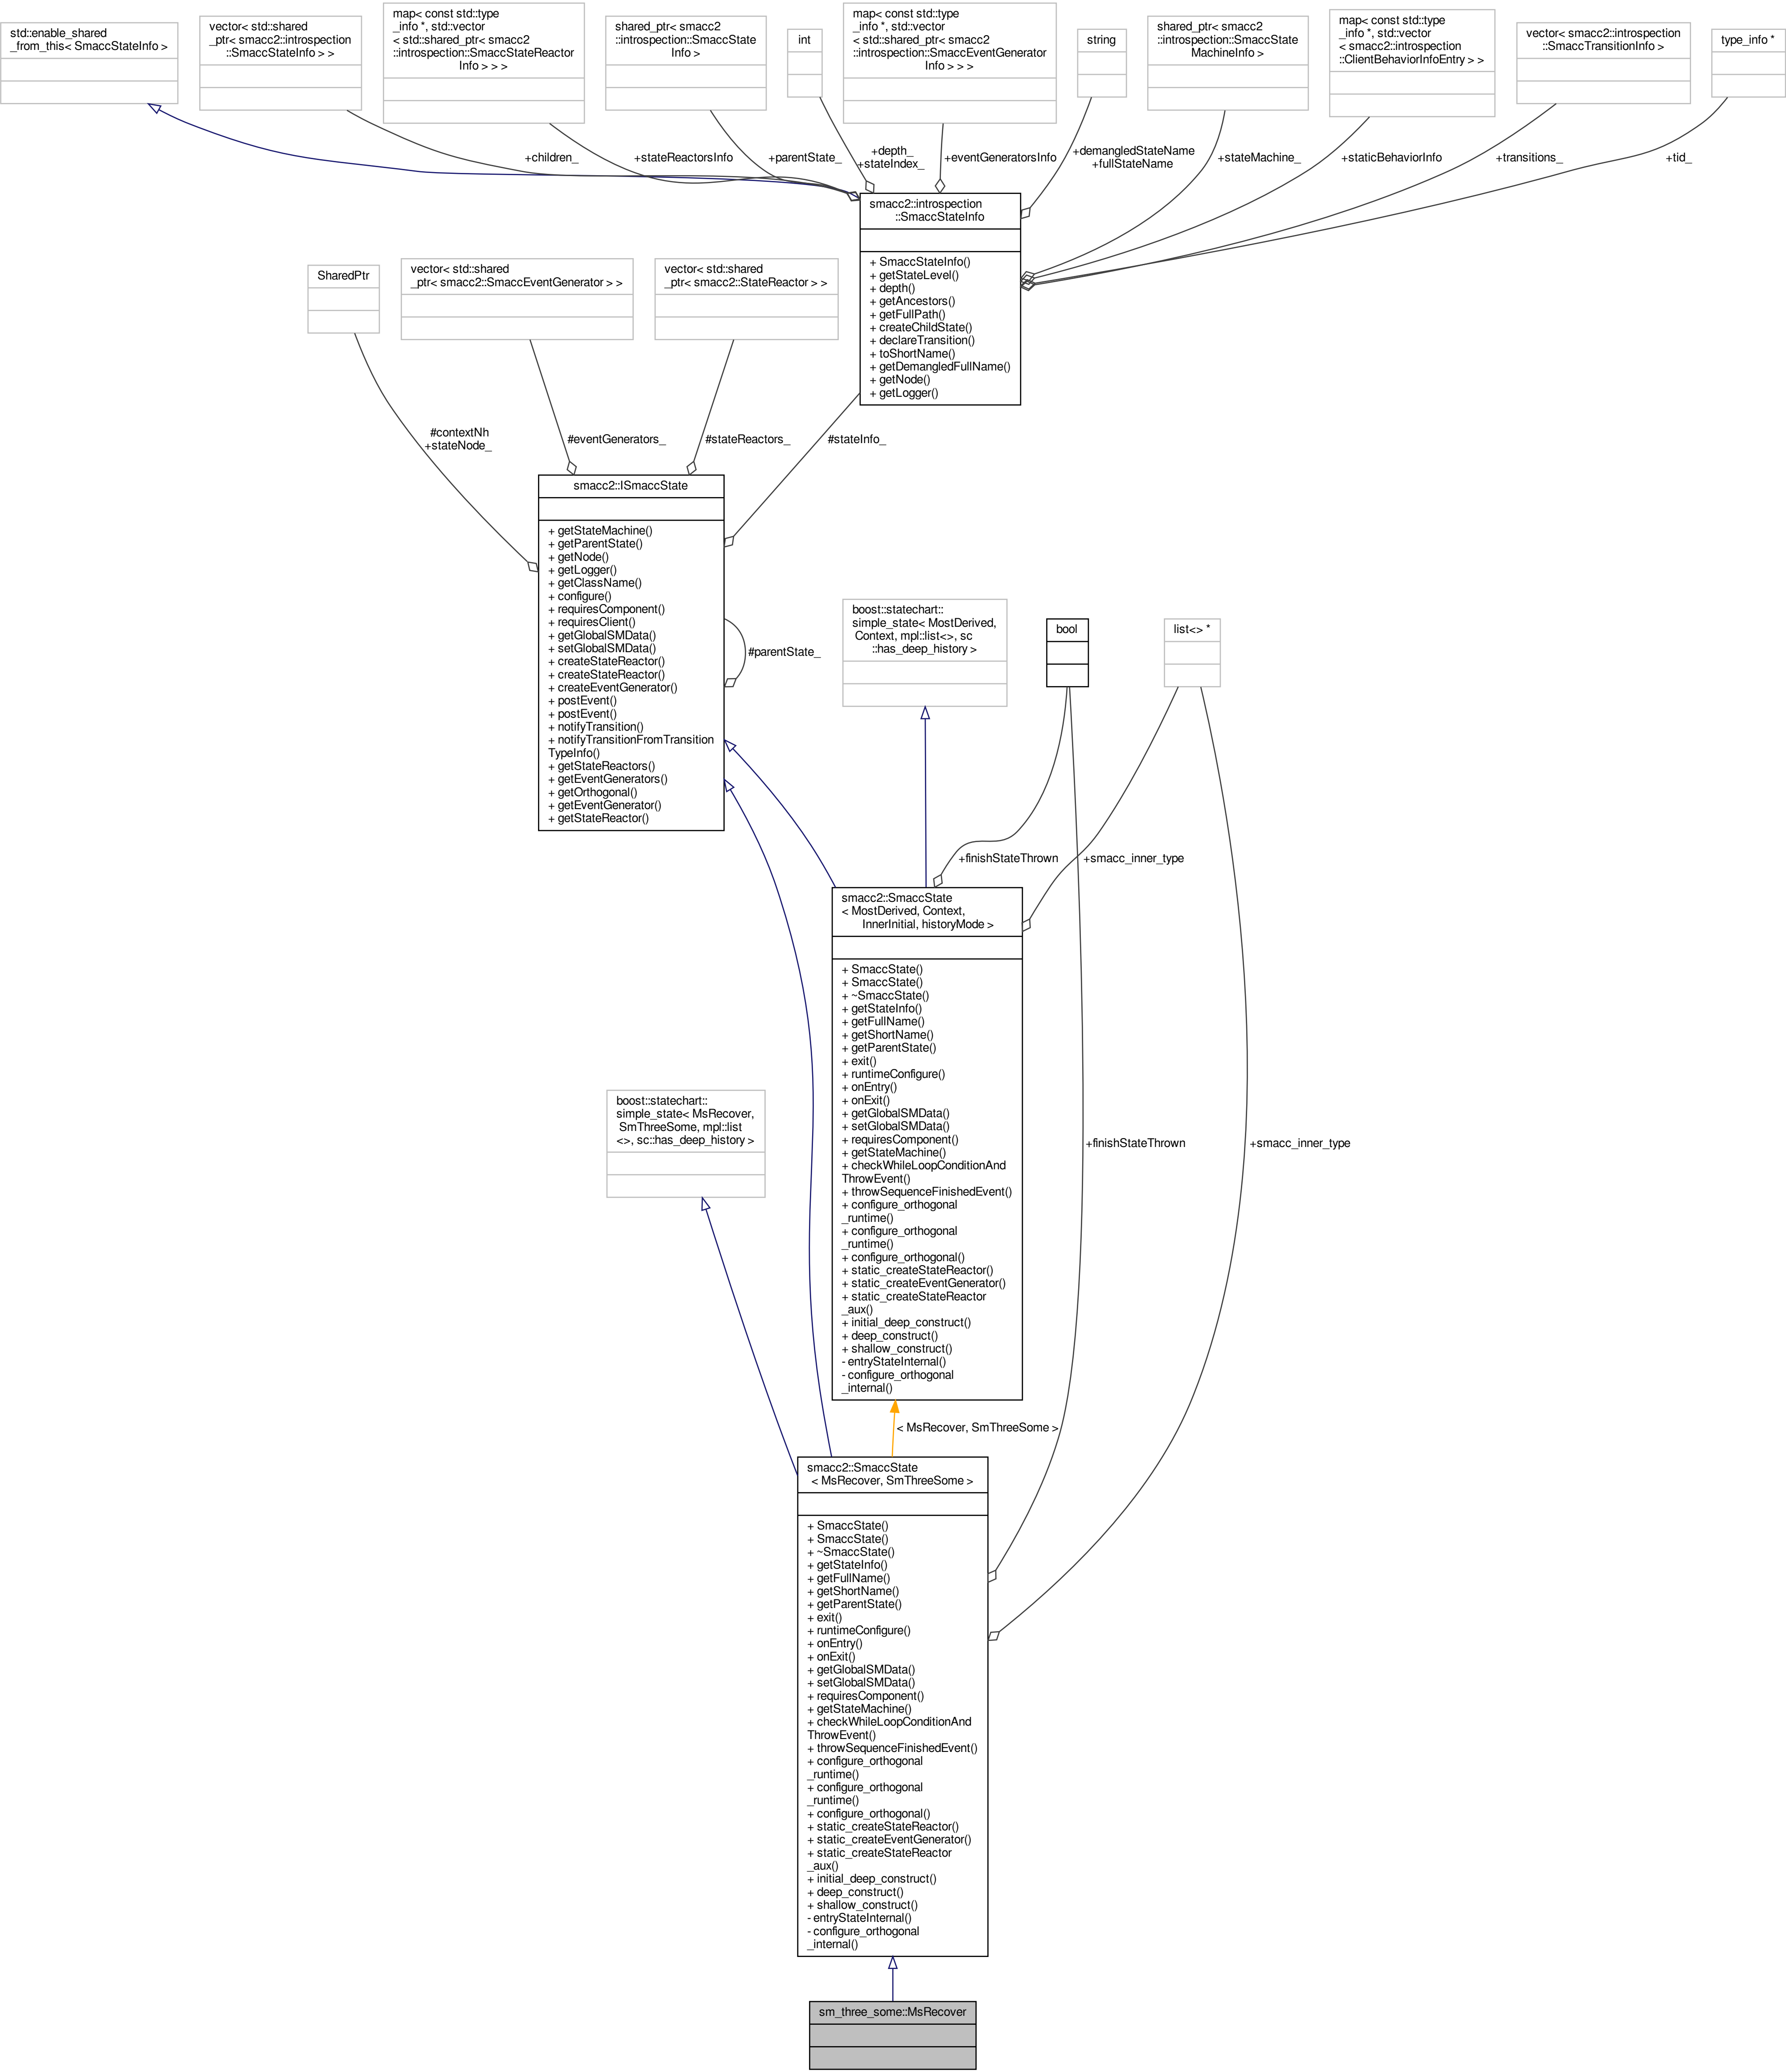 std::enable_shared
_from_this< SmaccStateInfo >
vector< std::shared
_ptr< smacc2::introspection
::SmaccStateInfo > >
map< const std::type
_info *, std::vector
< std::shared_ptr< smacc2
::introspection::SmaccStateReactor
Info > > >
shared_ptr< smacc2
::introspection::SmaccState
Info >
int
map< const std::type
_info *, std::vector
< std::shared_ptr< smacc2
::introspection::SmaccEventGenerator
Info > > >
string
shared_ptr< smacc2
::introspection::SmaccState
MachineInfo >
map< const std::type
_info *, std::vector
< smacc2::introspection
::ClientBehaviorInfoEntry > >
vector< smacc2::introspection
::SmaccTransitionInfo >
type_info *
+children_
+stateReactorsInfo
+parentState_
+depth_
+stateIndex_
+eventGeneratorsInfo
+demangledStateName
+fullStateName
+stateMachine_
+staticBehaviorInfo
+transitions_
+tid_
smacc2::introspection
::SmaccStateInfo
+ SmaccStateInfo()
+ getStateLevel()
+ depth()
+ getAncestors()
+ getFullPath()
+ createChildState()
+ declareTransition()
+ toShortName()
+ getDemangledFullName()
+ getNode()
+ getLogger()
SharedPtr
vector< std::shared
_ptr< smacc2::SmaccEventGenerator > >
vector< std::shared
_ptr< smacc2::StateReactor > >
#contextNh
+stateNode_
#eventGenerators_
#stateReactors_
#stateInfo_
smacc2::ISmaccState
+ getStateMachine()
+ getParentState()
+ getNode()
+ getLogger()
+ getClassName()
+ configure()
+ requiresComponent()
+ requiresClient()
+ getGlobalSMData()
+ setGlobalSMData()
+ createStateReactor()
+ createStateReactor()
+ createEventGenerator()
+ postEvent()
+ postEvent()
+ notifyTransition()
+ notifyTransitionFromTransition
TypeInfo()
+ getStateReactors()
+ getEventGenerators()
+ getOrthogonal()
+ getEventGenerator()
+ getStateReactor()
#parentState_
boost::statechart::
simple_state< MostDerived,
Context, mpl::list<>, sc
::has_deep_history >
bool
list<> *
+finishStateThrown
+smacc_inner_type
smacc2::SmaccState
< MostDerived, Context,
InnerInitial, historyMode >
+ SmaccState()
+ SmaccState()
+ ~SmaccState()
+ getStateInfo()
+ getFullName()
+ getShortName()
+ getParentState()
+ exit()
+ runtimeConfigure()
+ onEntry()
+ onExit()
+ getGlobalSMData()
+ setGlobalSMData()
+ requiresComponent()
+ getStateMachine()
+ checkWhileLoopConditionAnd
ThrowEvent()
+ throwSequenceFinishedEvent()
+ configure_orthogonal
_runtime()
+ configure_orthogonal
_runtime()
+ configure_orthogonal()
+ static_createStateReactor()
+ static_createEventGenerator()
+ static_createStateReactor
_aux()
+ initial_deep_construct()
+ deep_construct()
+ shallow_construct()
- entryStateInternal()
- configure_orthogonal
_internal()
boost::statechart::
simple_state< MsRecover,
SmThreeSome, mpl::list
<>, sc::has_deep_history >
+finishStateThrown
+smacc_inner_type
< MsRecover, SmThreeSome >
smacc2::SmaccState
< MsRecover, SmThreeSome >
+ SmaccState()
+ SmaccState()
+ ~SmaccState()
+ getStateInfo()
+ getFullName()
+ getShortName()
+ getParentState()
+ exit()
+ runtimeConfigure()
+ onEntry()
+ onExit()
+ getGlobalSMData()
+ setGlobalSMData()
+ requiresComponent()
+ getStateMachine()
+ checkWhileLoopConditionAnd
ThrowEvent()
+ throwSequenceFinishedEvent()
+ configure_orthogonal
_runtime()
+ configure_orthogonal
_runtime()
+ configure_orthogonal()
+ static_createStateReactor()
+ static_createEventGenerator()
+ static_createStateReactor
_aux()
+ initial_deep_construct()
+ deep_construct()
+ shallow_construct()
- entryStateInternal()
- configure_orthogonal
_internal()
sm_three_some::MsRecover